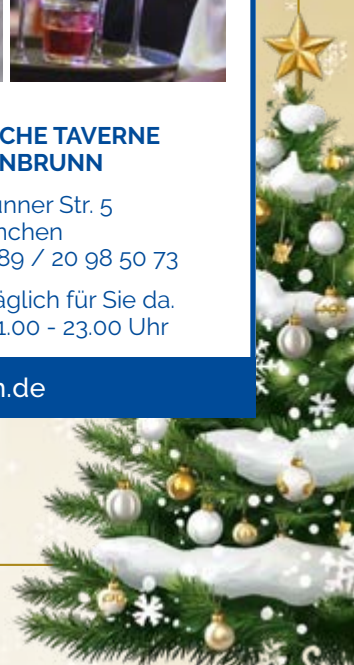 CHE TAVERNE
NBRUNN
unner Str. 5
nchen
89 / 20 98 50 73
äglich für Sie da.
1.00 - 23.00 Uhr
n.de